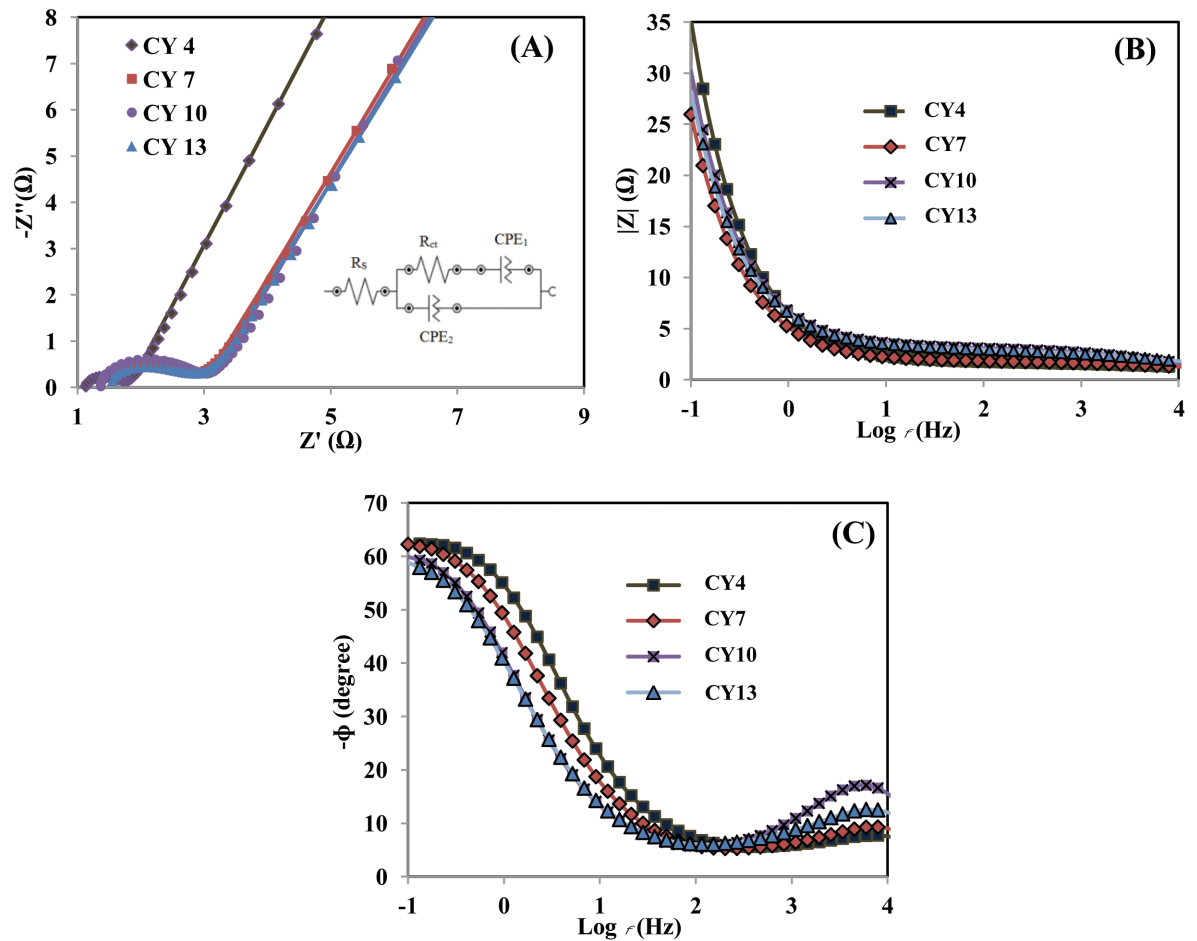 (A)
CY 4
CY 7
CY 10
CY 13
-Z''(Ω)
8
7
6
5
4
3
2
1
0
1
3
5
7
9
Z' (Ω)
RS
Rct
CPE1
CPE2
(B)
CY4
CY7
CY10
CY13
|Z| (Ω)
35
30
25
20
15
10
5
0
-1
0
1
2
3
4
Log f (Hz)
(C)
CY4
CY7
CY10
CY13
-ϕ (degree)
70
60
50
40
30
20
10
0
-1
0
1
2
3
4
Log f (Hz)